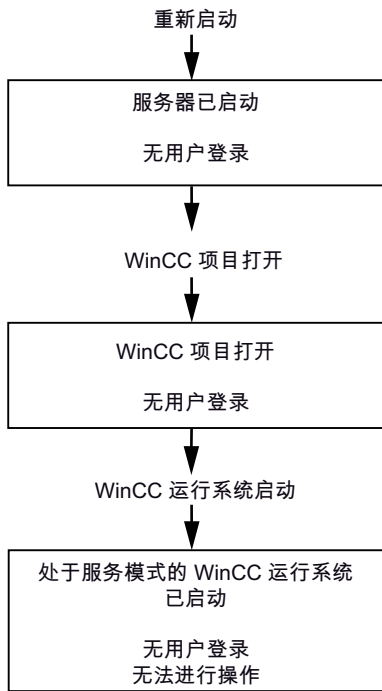 重新启动
服务器已启动
无用户登录
WinCC 项目打开
WinCC 项目打开
无用户登录
WinCC 运行系统启动
处于服务模式的 WinCC 运行系统
已启动
无用户登录
无法进行操作